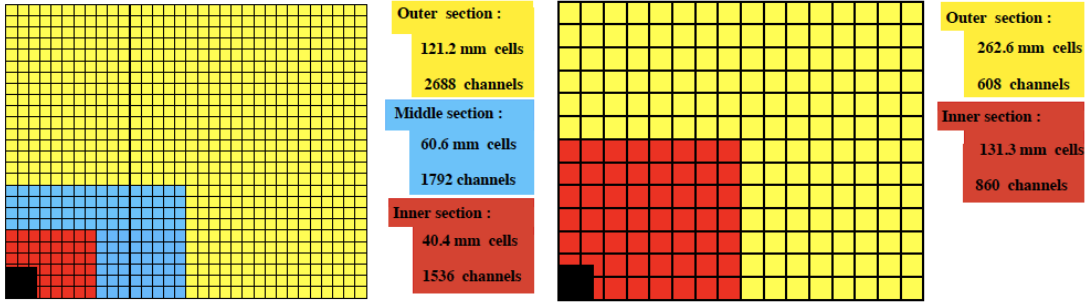 Outer section :
121.2 mm cells
2688 channels
Middle section :
60.6 mm cells
1792 channels
Inner section :
40.4 mm cells
1536 channels
Outer section :
262.6 mm cells
608 channels
Inner section :
131.3 mm cells
860 channels